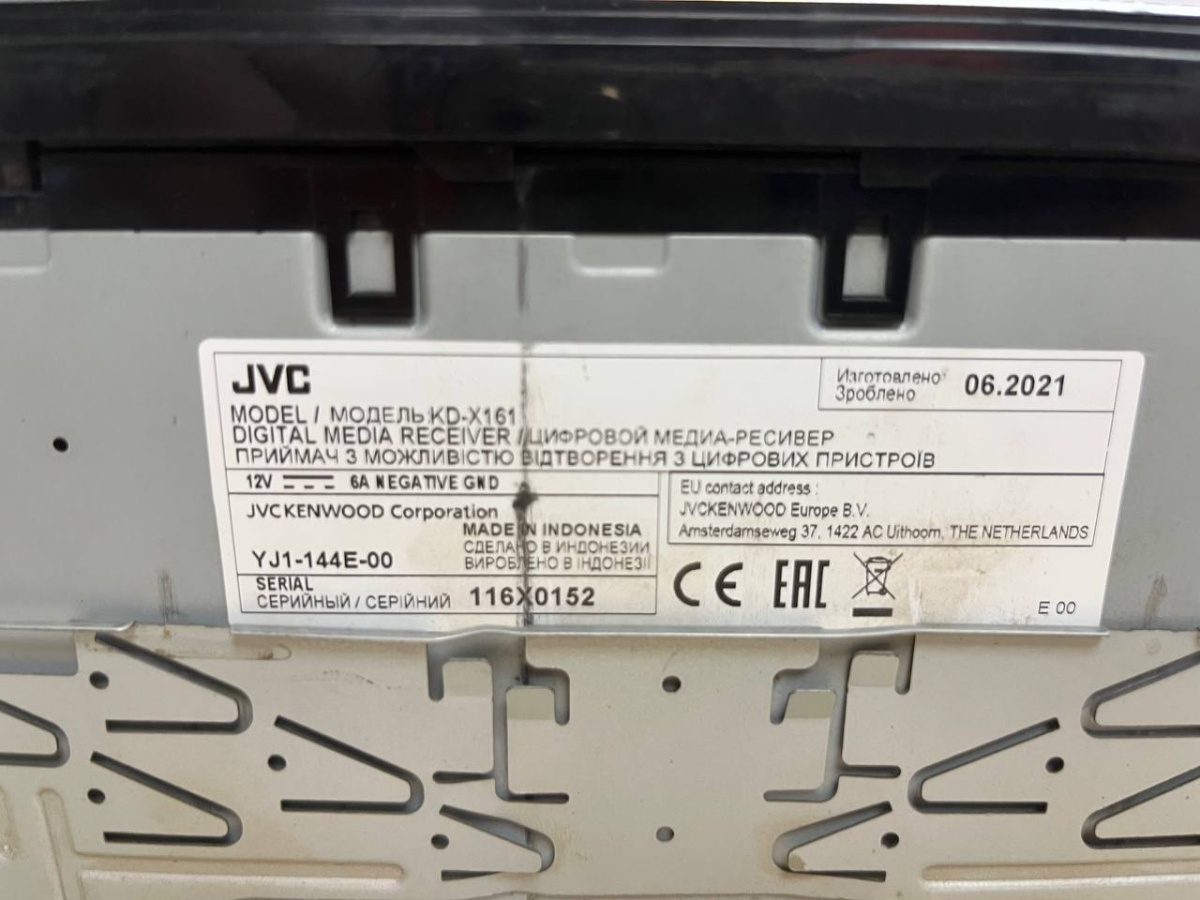 JVC
Изготовлено
Зроблено
06.2021
MODEL / МОДЕЛЬ KD-X161
DIGITAL MEDIA RECEIVER / ЦИФРОВОЙ МЕДИА-РЕСИВЕР
ПРИЙМАЧ З МОЖЛИВІСТЮ ВІДТВОРЕННЯ З ЦИФРОВИХ ПРИСТРОЇВ
12V 6A NEGATIVE GND
JVCKENWOOD Corporation
MADE IN INDONESIA
СДЕЛАНО В ИНДОНЕЗИИ
ВИРОБЛЕНО В ІНДОНЕЗІЇ
YJ1-144E-00
SERIAL
СЕРИЙНЫЙ / СЕРІЙНИЙ 116X0152
EU contact address :
JVCKENWOOD Europe B.V.
Amsterdamseweg 37, 1422 AC Uithoorn, THE NETHERLANDS
CE EAC
E 00